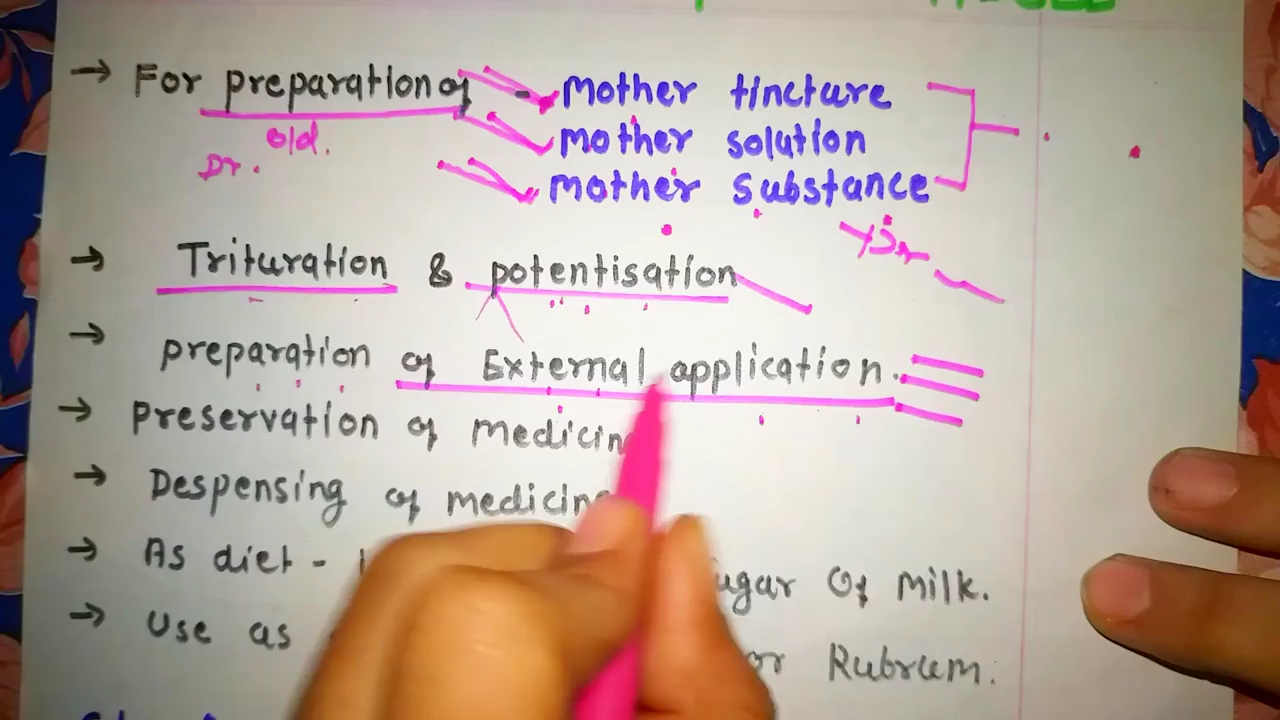 → For preparation of - Mother tincture
Mother solution
old.
Dr.
Mother substance
→ Trituration & potentisation
→ preparation of External application.
→ preservation of medicin
→ Despensing of medicin
→ As diet - ugar Of Milk.
→ Use as or Rubrum.